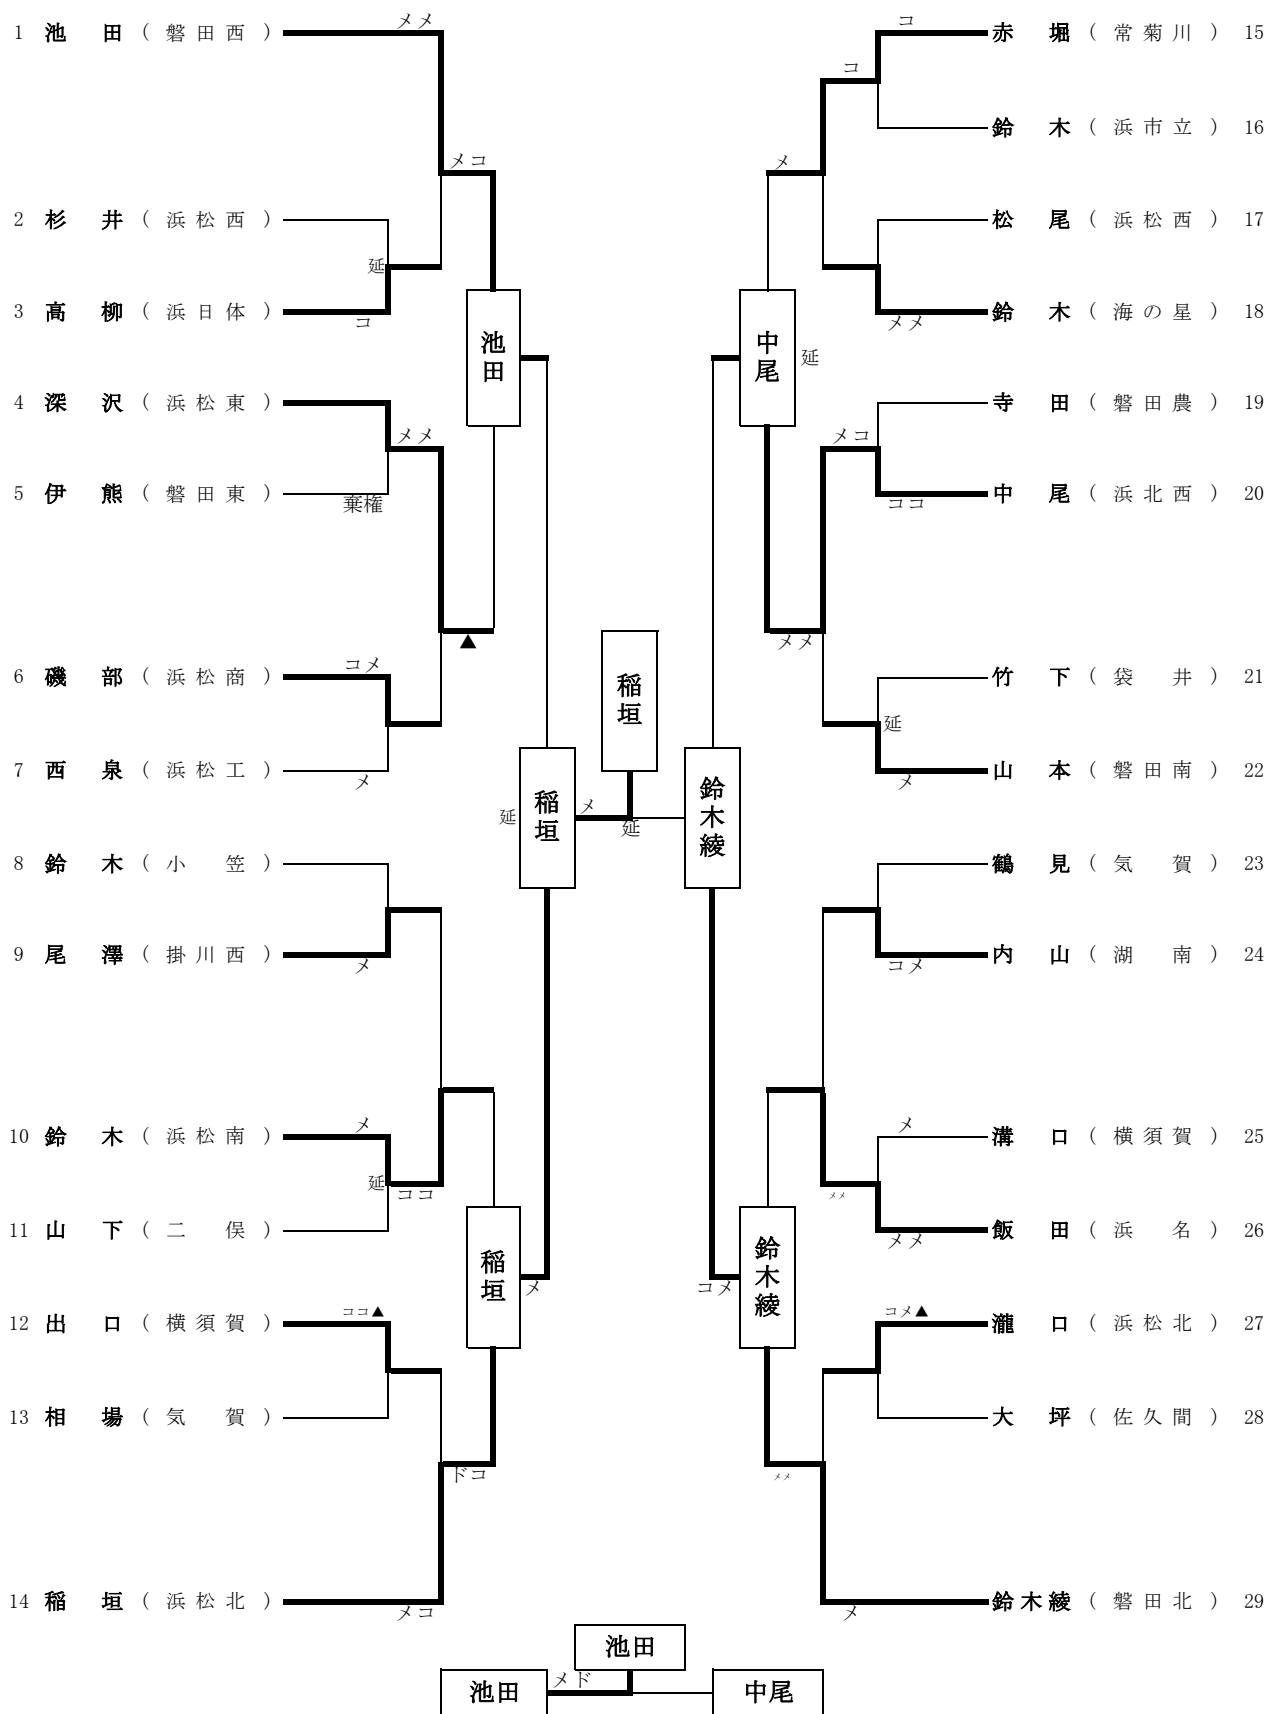 1 池 田 ( 磐田西 )
メメ
2 杉 井 ( 浜松西 )
延
3 高 柳 ( 浜日体 )
コ
メコ
池田
4 深 沢 ( 浜松東 )
メメ
5 伊 熊 ( 磐田東 )
棄権
▲
6 磯 部 ( 浜松商 )
コメ
7 西 泉 ( 浜松工 )
メ
8 鈴 木 ( 小 笠 )
9 尾 澤 ( 掛川西 )
メ
10 鈴 木 ( 浜松南 )
メ
延
ココ
11 山 下 ( 二 俣 )
稲垣
メ
12 出 口 ( 横須賀 )
ココ▲
13 相 場 ( 気 賀 )
ドコ
14 稲 垣 ( 浜松北 )
メコ
延
稲垣
メ
稲垣
延
鈴木綾
コ
赤 堀 ( 常菊川 ) 15
コ
鈴 木 ( 浜市立 ) 16
メ
松 尾 ( 浜松西 ) 17
鈴 木 ( 海の星 ) 18
メメ
中尾
延
寺 田 ( 磐田農 ) 19
メコ
中 尾 ( 浜北西 ) 20
ココ
メメ
竹 下 ( 袋 井 ) 21
延
山 本 ( 磐田南 ) 22
メ
鶴 見 ( 気 賀 ) 23
内 山 ( 湖 南 ) 24
コメ
メ
溝 口 ( 横須賀 ) 25
メメ
飯 田 ( 浜 名 ) 26
メメ
コメ
鈴木綾
コメ▲
瀧 口 ( 浜松北 ) 27
大 坪 ( 佐久間 ) 28
メメ
鈴木綾 ( 磐田北 ) 29
メ
池田
池田
メド
中尾